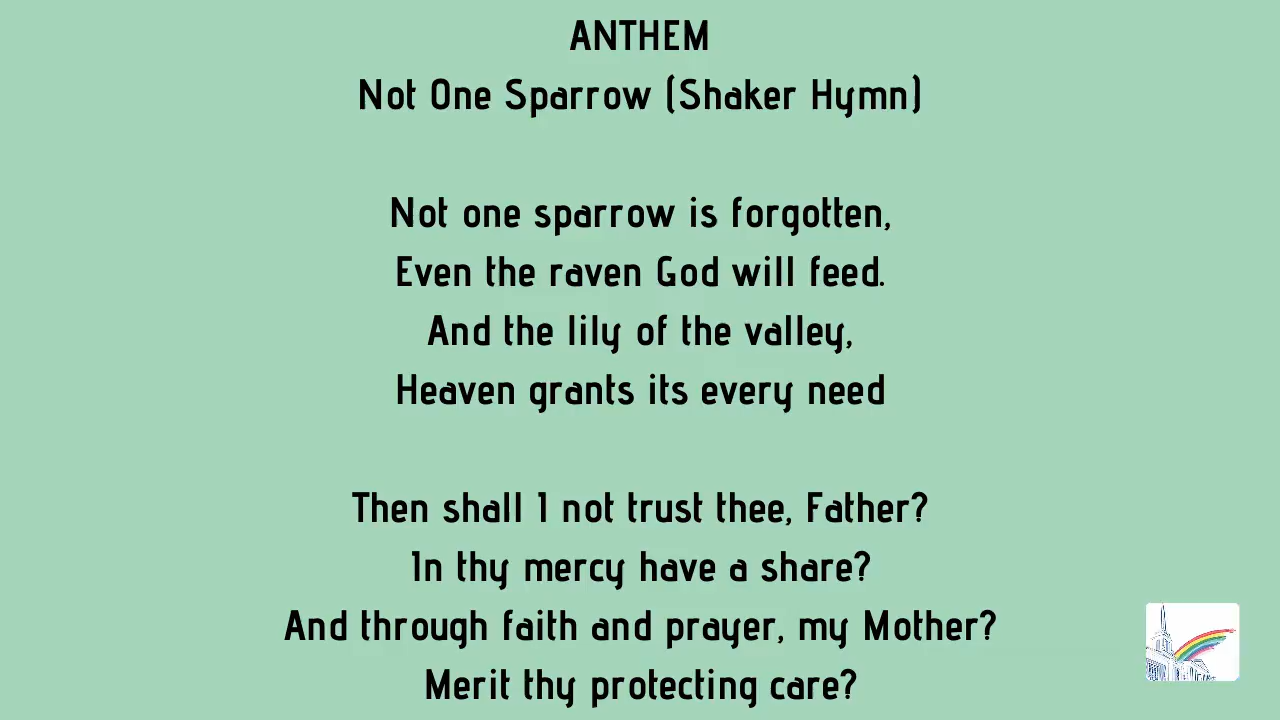 ANTHEM
Not One Sparrow (Shaker Hymn)
Not one sparrow is forgotten,
Even the raven God will feed.
And the lily of the valley,
Heaven grants its every need
Then shall I not trust thee, Father?
In thy mercy have a share?
And through faith and prayer, my Mother?
Merit thy protecting care?